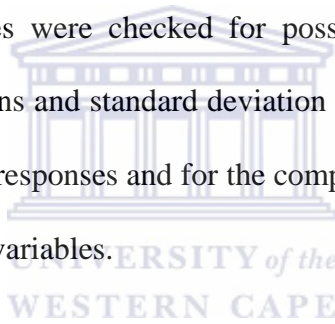 es were checked for poss
ns and standard deviation
responses and for the comp
variables.
UNIVERSITY of the
WESTERN CAPE